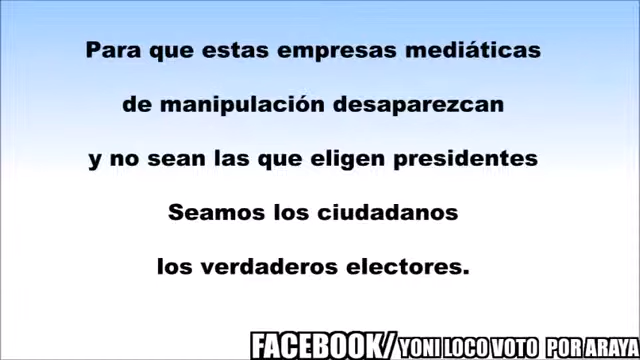 Para que estas empresas mediáticas
de manipulación desaparezcan
y no sean las que eligen presidentes
Seamos los ciudadanos
los verdaderos electores.
FACEBOOK/ YONI LOCO VOTO POR ARAYA